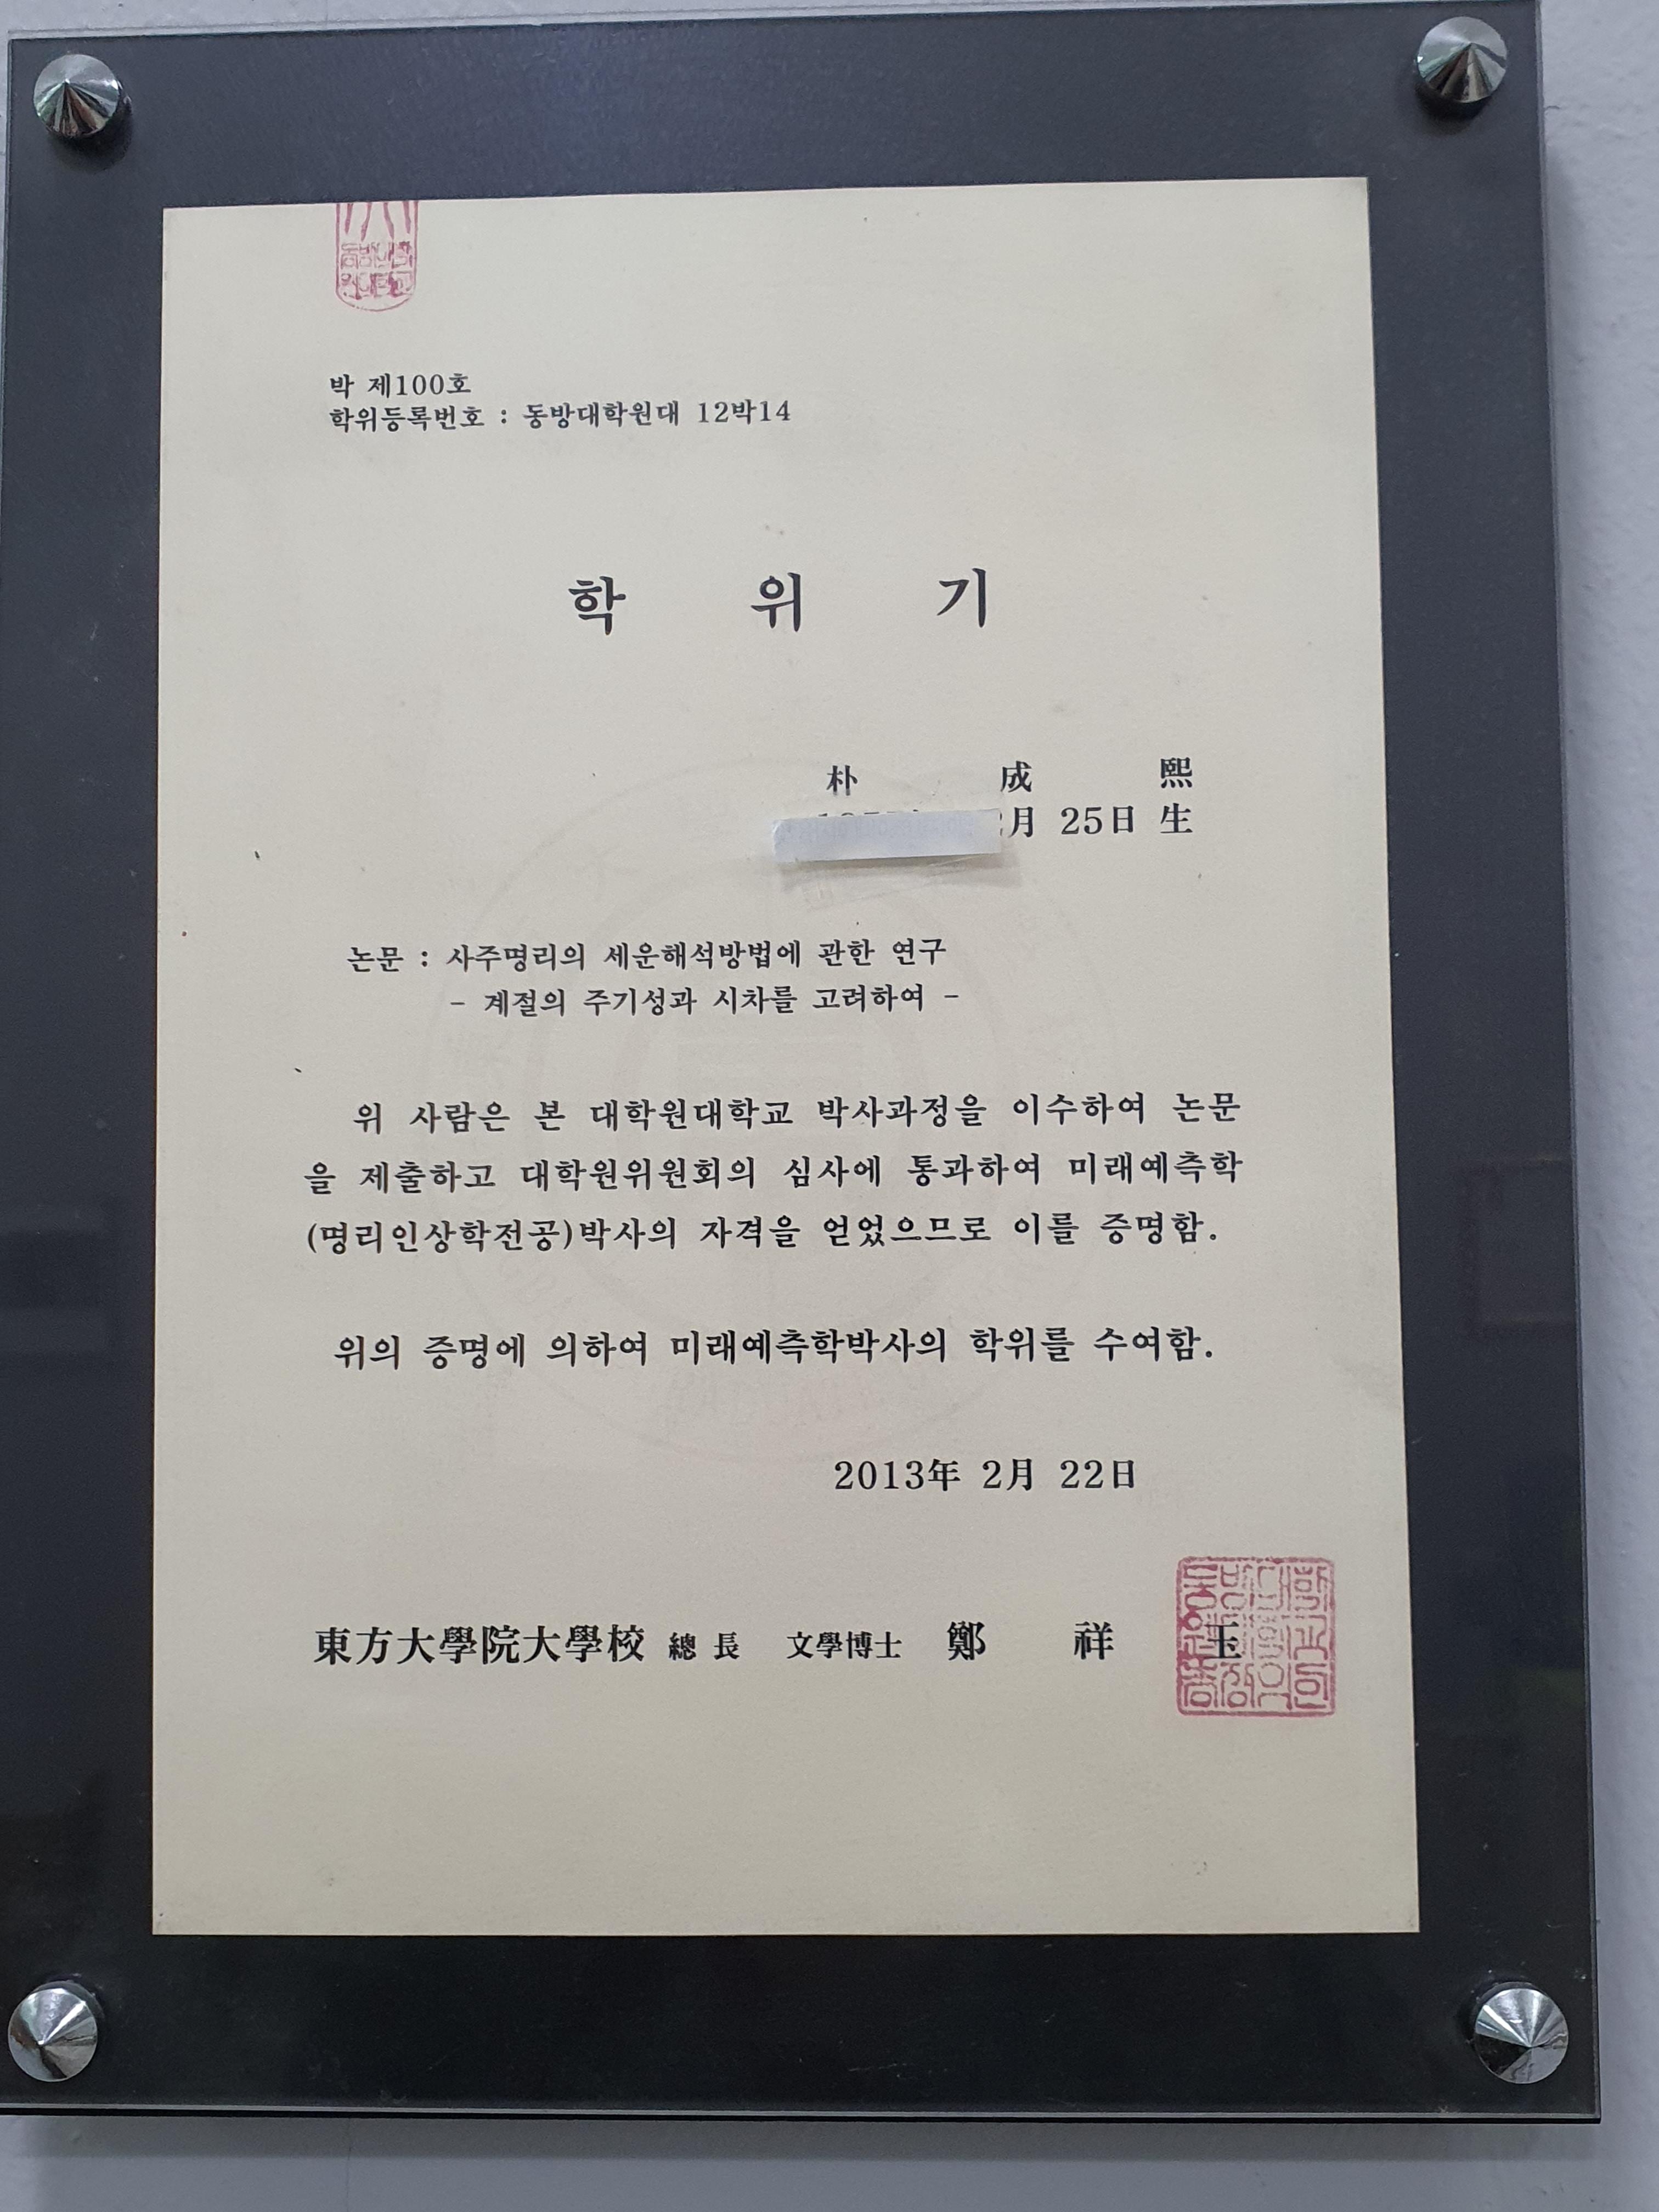 박 제100호
학위등록번호 : 동방대학원대 12박14
학 위 기
朴 成 熙
月 25日 生
논문 : 사주명리의 세운해석방법에 관한 연구
- 계절의 주기성과 시차를 고려하여 -
위 사람은 본 대학원대학교 박사과정을 이수하여 논문
을 제출하고 대학원위원회의 심사에 통과하여 미래예측학
(명리인상학전공)박사의 자격을 얻었으므로 이를 증명함.
위의 증명에 의하여 미래예측학박사의 학위를 수여함.
2013年 2月 22日
東方大學院大學校 總 長 文學博士 鄭 祥 玉